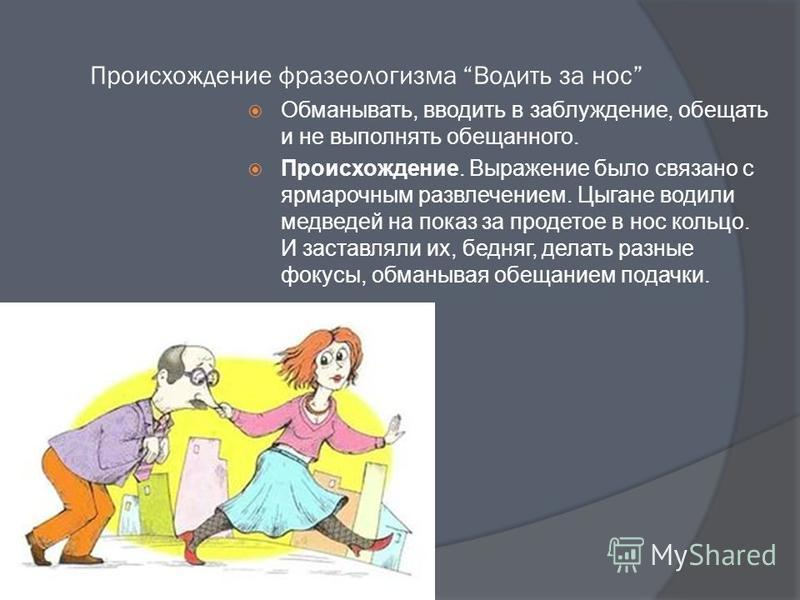 Происхождение фразеологизма “Водить за нос”
Обманывать, вводить в заблуждение, обещать
и не выполнять обещанного.
Происхождение. Выражение было связано с
ярмарочным развлечением. Цыгане водили
медведей на показ за продетое в нос кольцо.
И заставляли их, бедняг, делать разные
фокусы, обманывая обещанием подачки.
MyShared